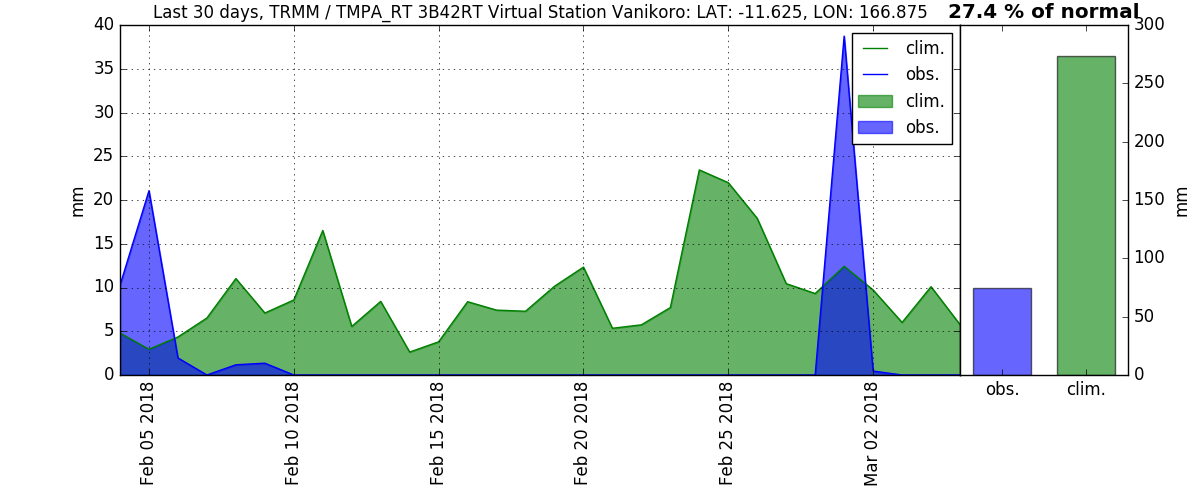 Last 30 days, TRMM / TMPA_RT 3B42RT Virtual Station Vanikoro: LAT: -11.625, LON: 166.875
27.4 % of normal
40
35
30
25
20
15
10
5
0
mm
clim.
obs.
clim.
obs.
Feb 05 2018
Feb 10 2018
Feb 15 2018
Feb 20 2018
Feb 25 2018
Mar 02 2018
300
250
200
150
100
50
0
mm
obs.
clim.